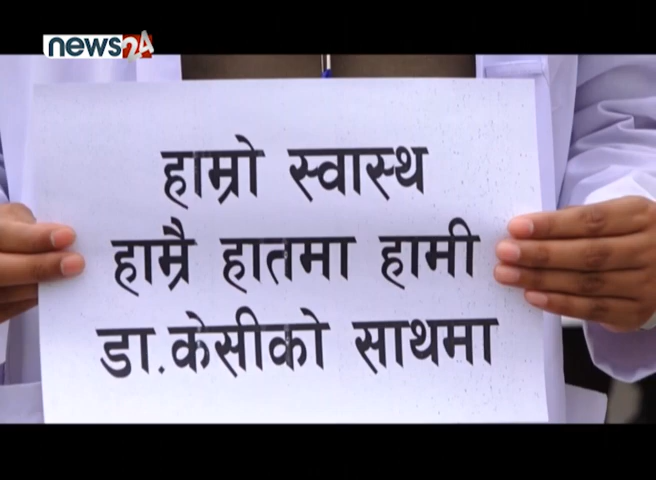 news24
हाम्रो स्वास्थ
हाम्रै हातमा हामी
डा.केसीको साथमा